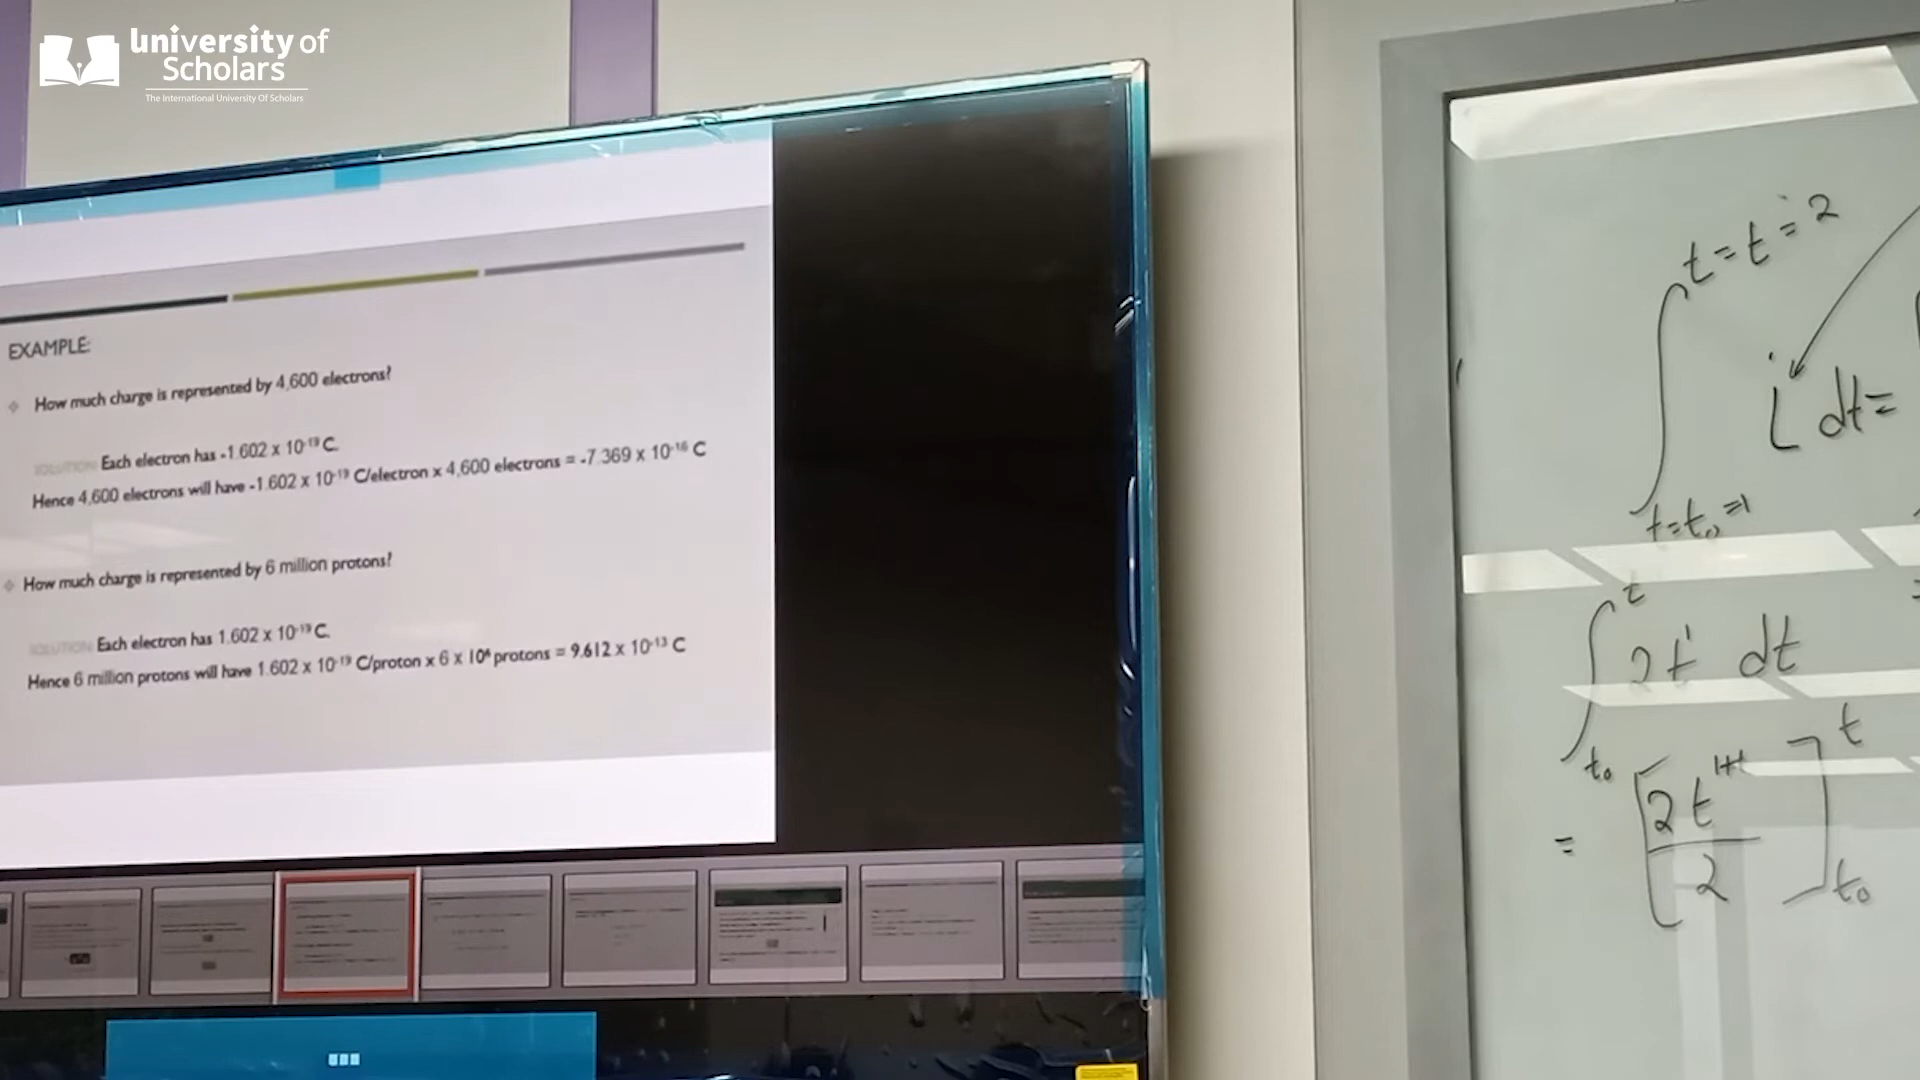 University of
Scholars
The International University Of Scholars
EXAMPLE:
How much charge is represented by 4,600 electrons?
SOLUTION: Each electron has -1.602 x 10⁻¹⁹ C.
Hence 4,600 electrons will have -1.602 x 10⁻¹⁹ C/electron x 4,600 electrons = -7.369 x 10⁻¹⁶ C
How much charge is represented by 6 million protons?
SOLUTION: Each electron has 1.602 x 10⁻¹⁹ C.
Hence 6 million protons will have 1.602 x 10⁻¹⁹ C/proton x 6 x 10⁶ protons = 9.612 x 10⁻¹³ C
t=t=2
∫ i dt=
t=t₀=1
t
∫ 2t¹ dt
t₀
= [2t¹⁺¹/2] t
t₀